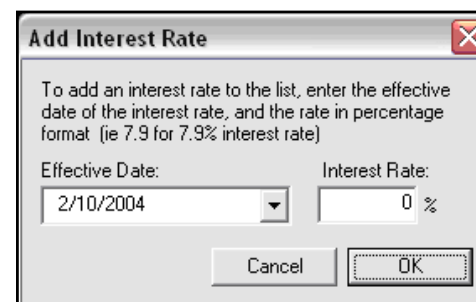 Add Interest Rate
To add an interest rate to the list, enter the effective
date of the interest rate, and the rate in percentage
format (ie 7.9 for 7.9% interest rate)
Effective Date: Interest Rate:
2/10/2004 0 %
Cancel OK